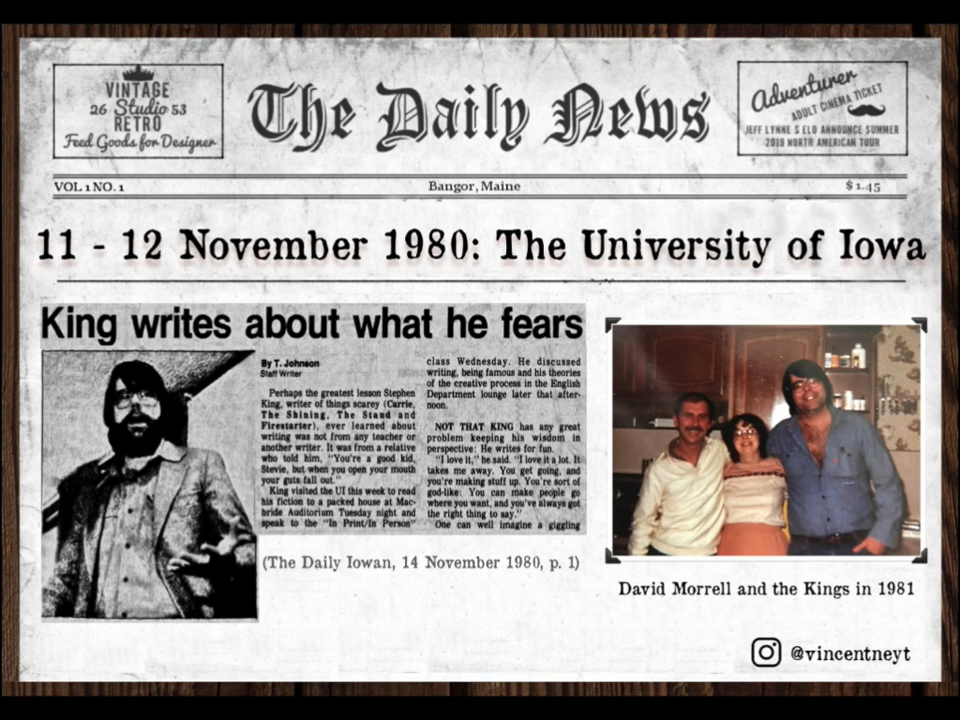 VINTAGE
26 Studio 53
RETRO
Feed Goods for Designer
The Daily News
Adventurer
ADULT CINEMA TICKET
JEFF LYNNE S ELO ANNOUNCE SUMMER
2019 NORTH AMERICAN TOUR
VOL 1 NO. 1
Bangor, Maine
$ 1.45
11 - 12 November 1980: The University of Iowa
King writes about what he fears
By T. Johnson
Staff Writer
Perhaps the greatest lesson Stephen
King, writer of things scarey (Carrie,
The Shining, The Stand and
Firestarter), ever learned about
writing was not from any teacher or
another writer. It was from a relative
who told him, "You're a good kid,
Stevie, but when you open your mouth
your guts fall out."
King visited the UI this week to read
his fiction to a packed house at Mac-
bride Auditorium Tuesday night and
speak to the "In Print/In Person"
class Wednesday. He discussed
writing, being famous and his theories
of the creative process in the English
Department lounge later that after-
noon.
NOT THAT KING has any great
problem keeping his wisdom in
perspective: He writes for fun.
"I love it," he said. "I love it a lot. It
takes me away. You get going, and
you're making stuff up. You're sort of
god-like: You can make people go
where you want, and you've always got
the right thing to say."
One can well imagine a giggling
(The Daily Iowan, 14 November 1980, p. 1)
David Morrell and the Kings in 1981
@vincentneyt